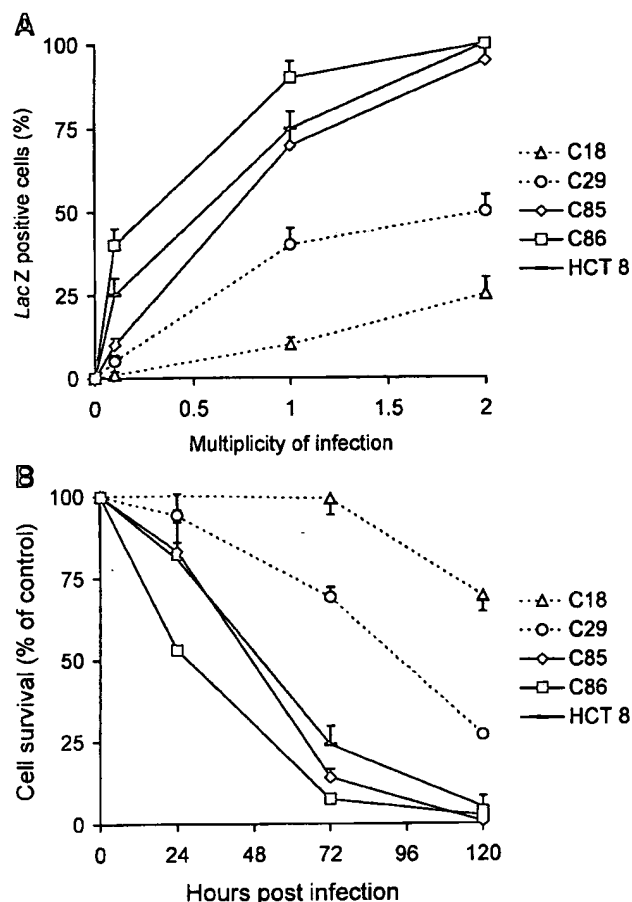 A
LacZ positive cells (%)
100
75
50
25
0
0 0.5 1 1.5 2
Multiplicity of infection
C18
C29
C85
C86
HCT 8
B
Cell survival (% of control)
100
75
50
25
0
0 24 48 72 96 120
Hours post infection
C18
C29
C85
C86
HCT 8